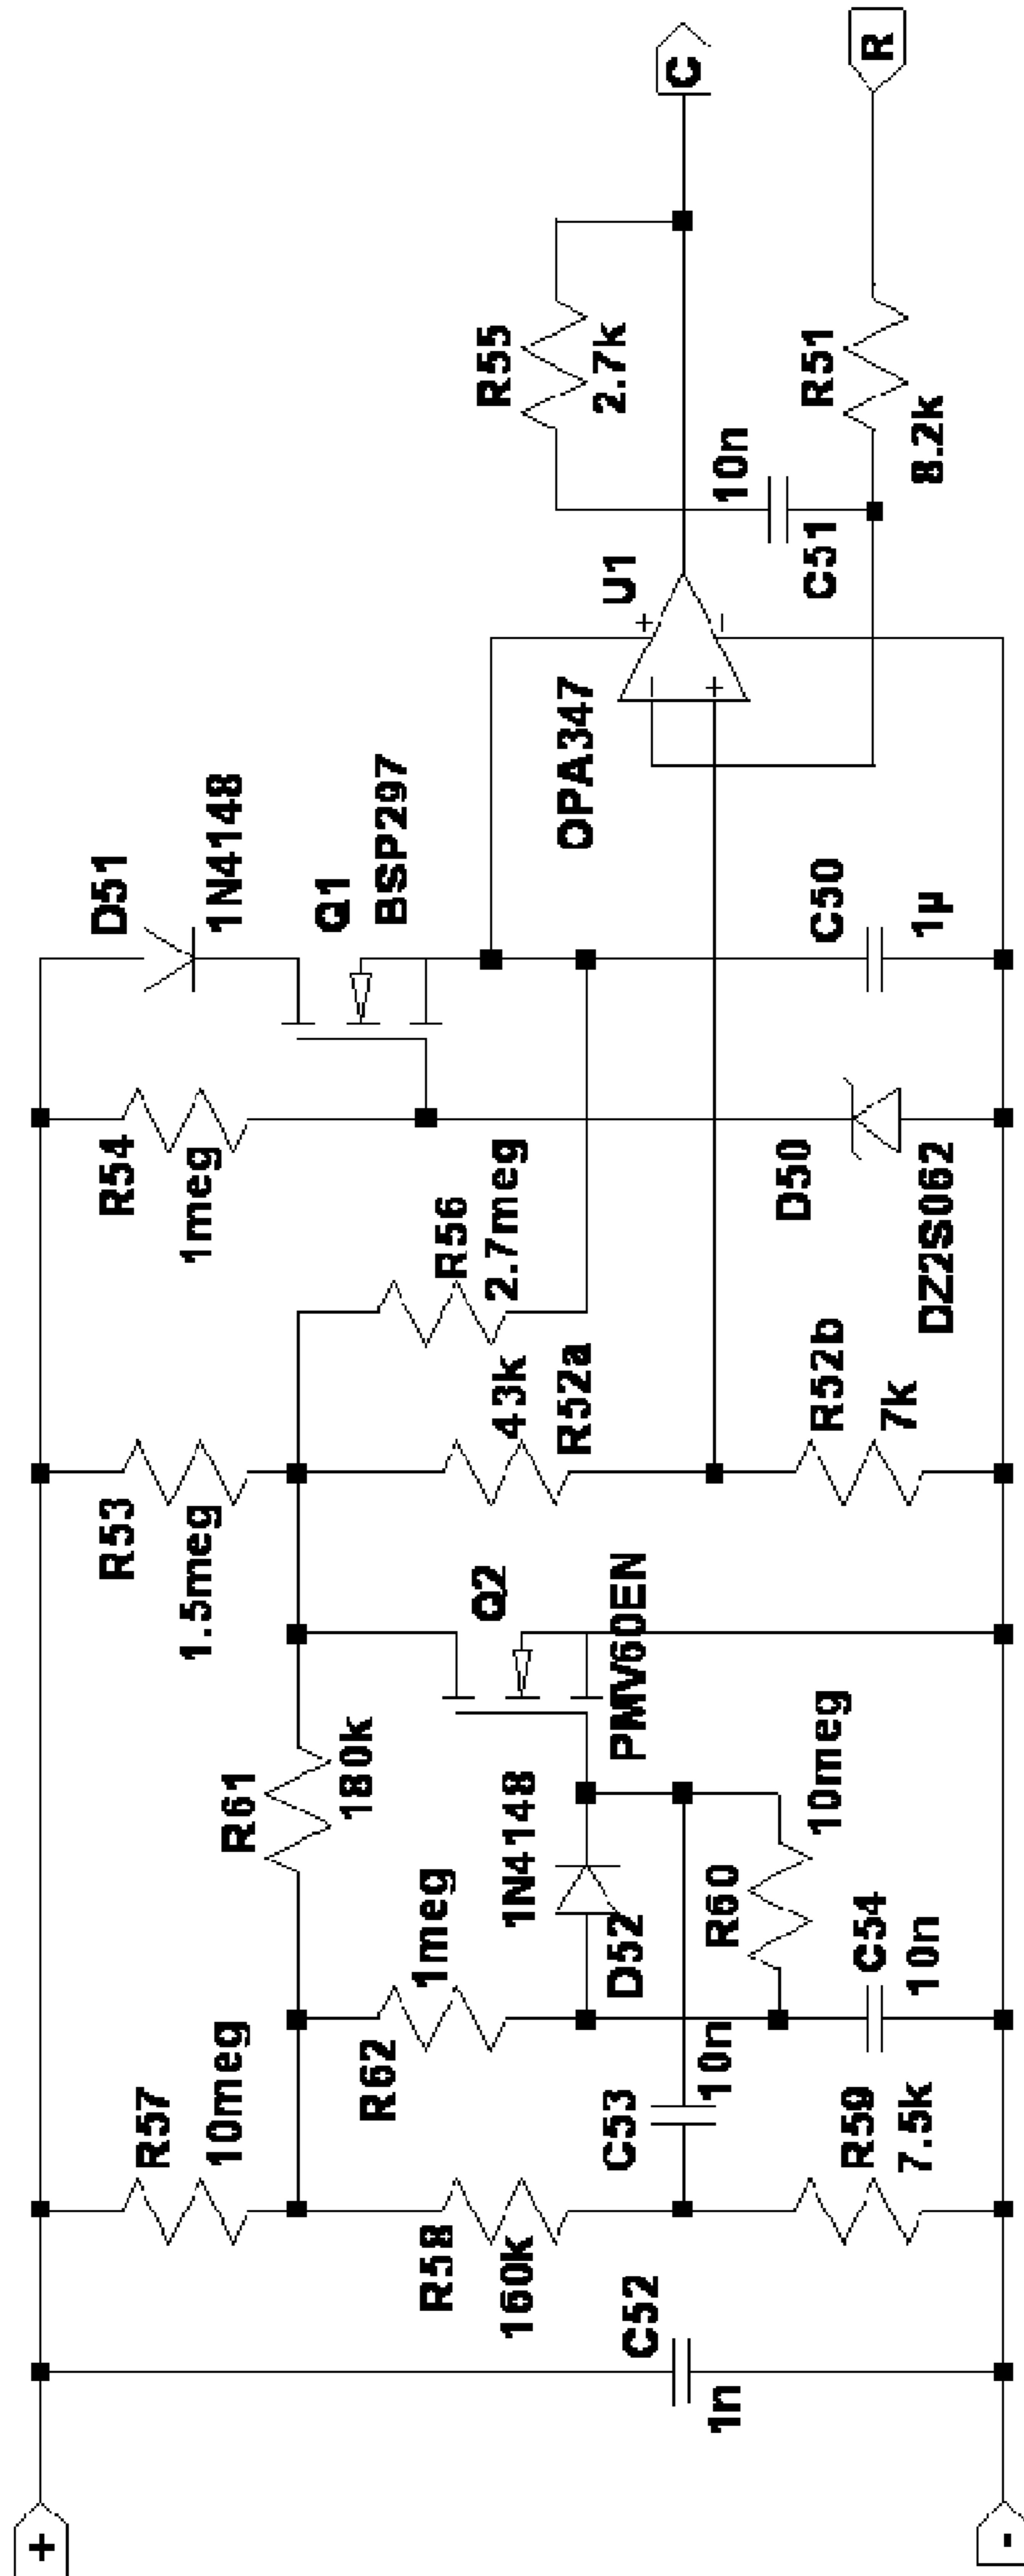 +
-
C52
1n
R57
10meg
R58
160k
R59
7.5k
C53
10n
R62
1meg
D52
1N4148
R60
10meg
C54
10n
R61
180k
Q2
PMV60EN
R53
1.5meg
43k
R52a
R52b
7k
R56
2.7meg
R54
1meg
D50
DZ2S062
D51
1N4148
Q1
BSP297
C50
1µ
OPA347
U1
-
+
+
-
C51
10n
R55
2.7k
R51
8.2k
C
R